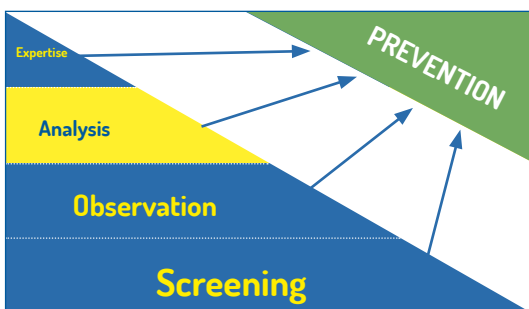 Expertise
PREVENTION
Analysis
Observation
Screening